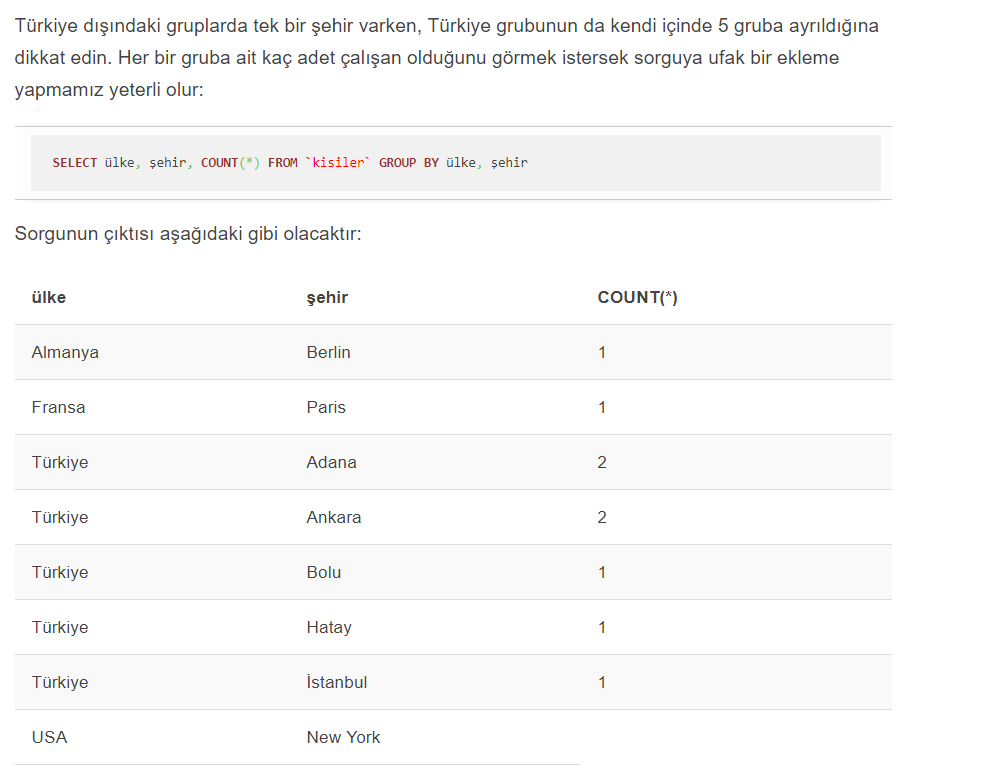 Türkiye dışındaki gruplarda tek bir şehir varken, Türkiye grubunun da kendi içinde 5 gruba ayrıldığına
dikkat edin. Her bir gruba ait kaç adet çalışan olduğunu görmek istersek sorguya ufak bir ekleme
yapmamız yeterli olur:
SELECT ülke, şehir, COUNT(*) FROM `kisiler` GROUP BY ülke, şehir
Sorgunun çıktısı aşağıdaki gibi olacaktır:
ülke şehir COUNT(*)
Almanya Berlin 1
Fransa Paris 1
Türkiye Adana 2
Türkiye Ankara 2
Türkiye Bolu 1
Türkiye Hatay 1
Türkiye İstanbul 1
USA New York